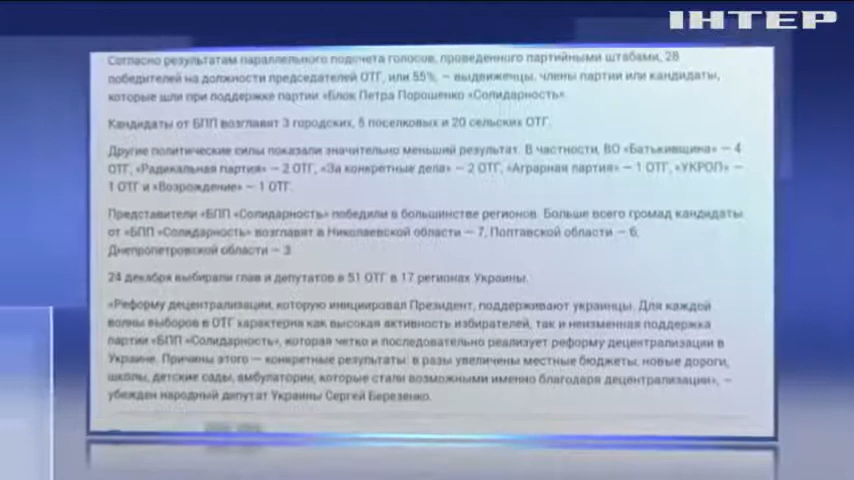 ІНТЕР
Согласно результатам параллельного подсчета голосов, проведенного партийными штабами, 28
победителей на должности председателей ОТГ, или 55%, – выдвиженцы, члены партии или кандидаты,
которые шли при поддержке партии «Блок Петра Порошенко «Солидарность».
Кандидаты от БПП возглавят 3 городских, 5 поселковых и 20 сельских ОТГ.
Другие политические силы показали значительно меньший результат. В частности, ВО «Батькивщина» – 4
ОТГ, «Радикальная партия» – 2 ОТГ, «За конкретные дела» – 2 ОТГ, «Аграрная партия» – 1 ОТГ, «УКРОП» –
1 ОТГ и «Возрождение» – 1 ОТГ.
Представители «БПП «Солидарность» победили в большинстве регионов. Больше всего громад кандидаты
от «БПП «Солидарность» возглавят в Николаевской области – 7, Полтавской области – 6,
Днепропетровской области – 3.
24 декабря выбирали глав и депутатов в 51 ОТГ в 17 регионах Украины.
«Реформу децентрализации, которую инициировал Президент, поддерживают украинцы. Для каждой
волны выборов в ОТГ характерна как высокая активность избирателей, так и неизменная поддержка
партии «БПП «Солидарность», которая четко и последовательно реализует реформу децентрализации в
Украине. Причины этого – конкретные результаты: в разы увеличены местные бюджеты, новые дороги,
школы, детские сады, амбулатории, которые стали возможными именно благодаря децентрализации», –
убежден народный депутат Украины Сергей Березенко.